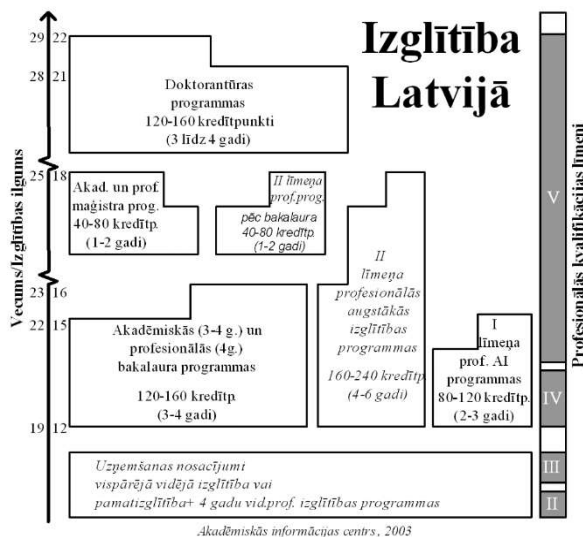 Izglītība
Latvijā
Vecums/Izglītības ilgums
Profesionālās kvalifikācijas līmeņi
29 22
28 21
Doktorantūras
programmas
120-160 kredītpunkti
(3 līdz 4 gadi)
25 18
Akad. un prof.
maģistra prog.
40-80 kredītp.
(1-2 gadi)
II līmeņa
prof.prog.
pēc bakalaura
40-80 kredītp.
(1-2 gadi)
23 16
22 15
19 12
Akadēmiskās (3-4 g.) un
profesionālās (4g.)
bakalaura programmas
120-160 kredītp.
(3-4 gadi)
II
līmeņa
profesionālās
augstākās
izglītības
programmas
160-240 kredītp.
(4-6 gadi)
I
līmeņa
prof. AI
programmas
80-120 kredītp.
(2-3 gadi)
V
IV
III
II
Uzņemšanas nosacījumi
vispārējā vidējā izglītība vai
pamatizglītība+ 4 gadu vid.prof. izglītības programmas
Akadēmiskās informācijas centrs, 2003